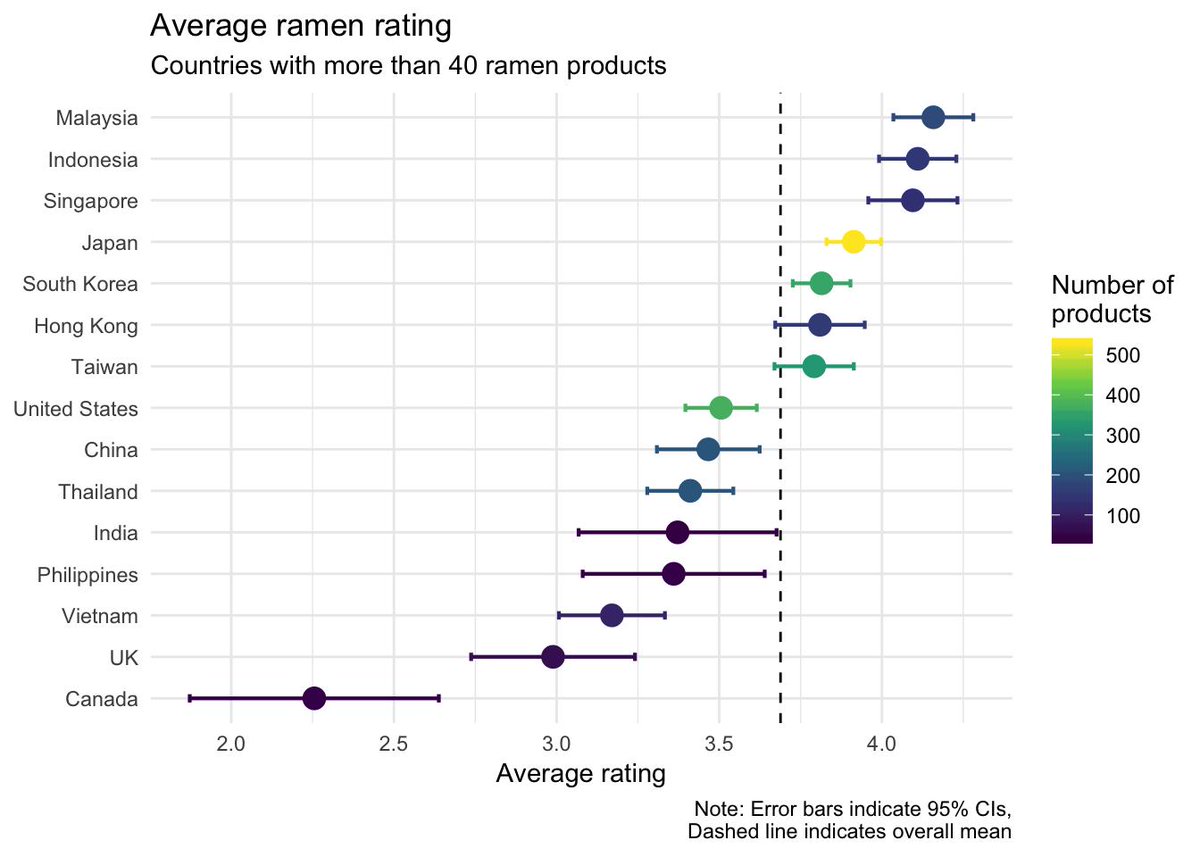 Average ramen rating
Countries with more than 40 ramen products
Malaysia
Indonesia
Singapore
Japan
South Korea
Hong Kong
Taiwan
United States
China
Thailand
India
Philippines
Vietnam
UK
Canada
2.0 2.5 3.0 3.5 4.0
Average rating
Number of
products
500
400
300
200
100
Note: Error bars indicate 95% CIs,
Dashed line indicates overall mean